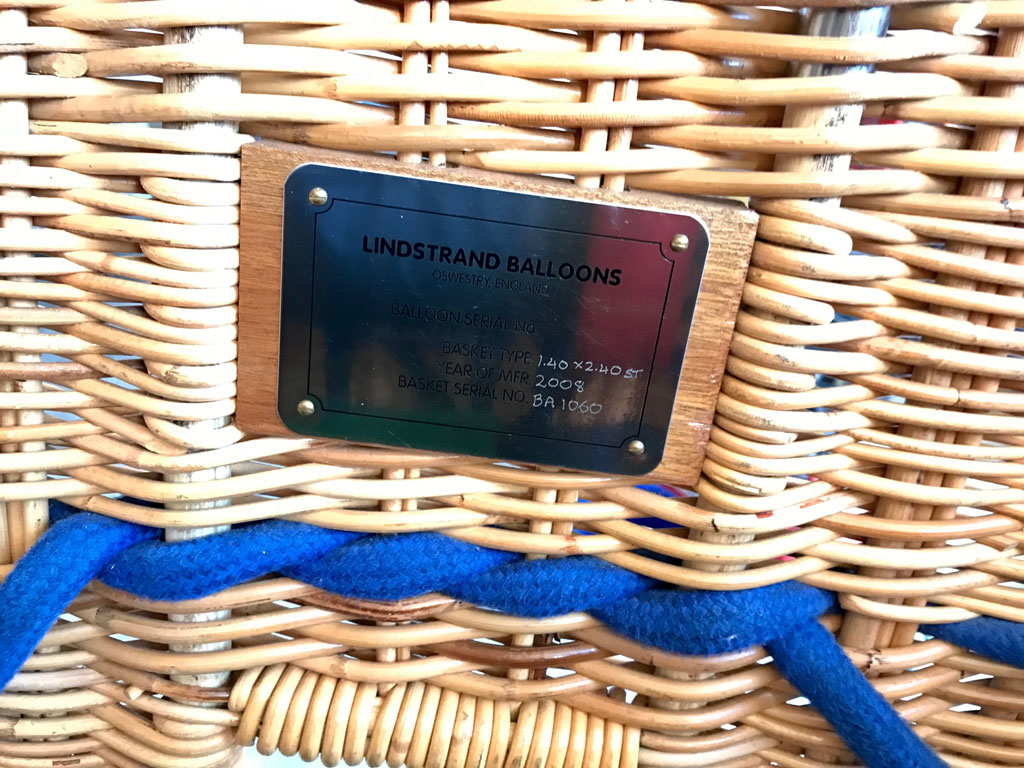 LINDSTRAND BALLOONS
OSWESTRY, ENGLAND
BALLOON SERIAL No
BASKET TYPE 1.40 x 2.40 ST
YEAR OF MFR. 2008
BASKET SERIAL NO. BA 1060